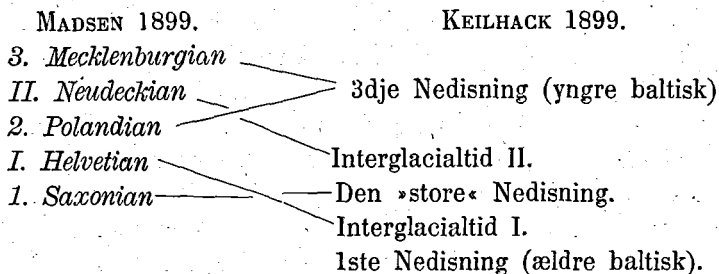 MADSEN 1899. KEILHACK 1899.
3. Mecklenburgian
II. Neudeckian
3dje Nedisning (yngre baltisk)
2. Polandian
I. Helvetian
Interglacialtid II.
1. Saxonian
Den »store« Nedisning.
Interglacialtid I.
1ste Nedisning (ældre baltisk).